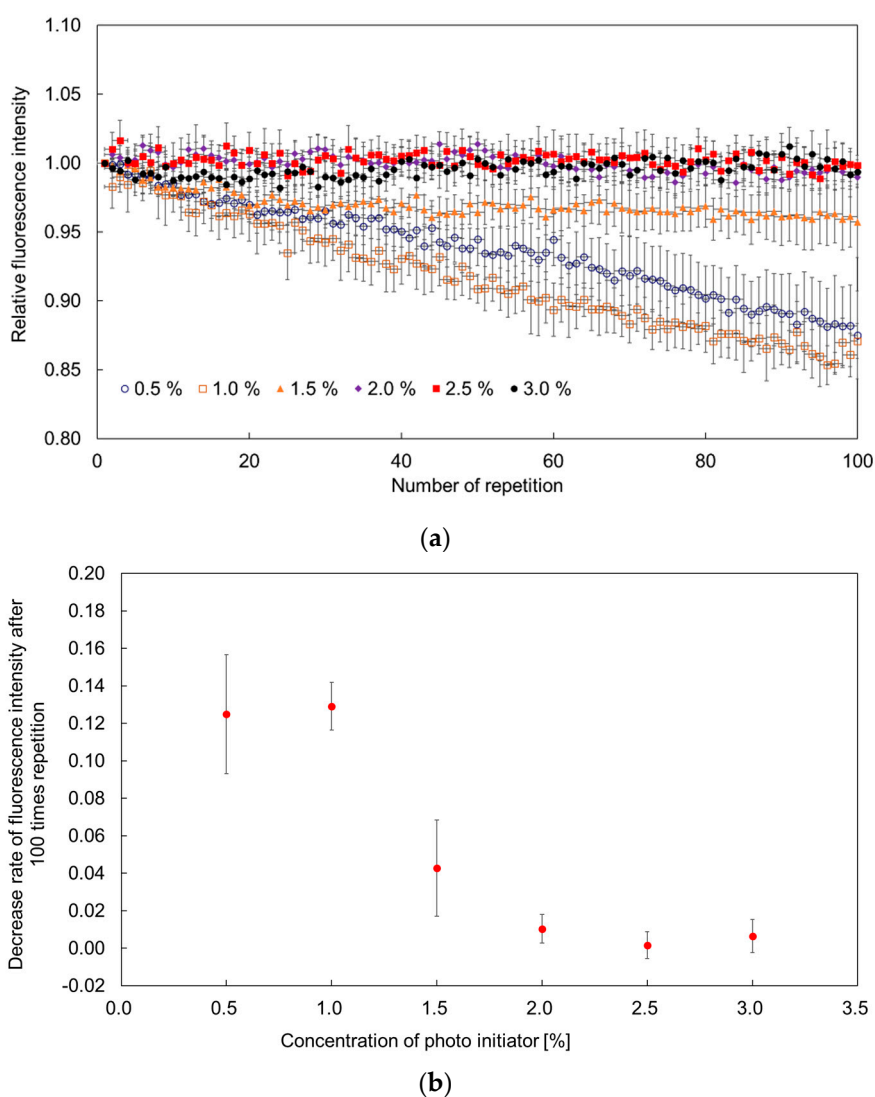 1.10
1.05
1.00
0.95
0.90
0.85
0.80
Relative fluorescence intensity
0.5 % 1.0 % 1.5 % 2.0 % 2.5 % 3.0 %
0 20 40 60 80 100
Number of repetition
(a)
0.20
0.18
0.16
0.14
0.12
0.10
0.08
0.06
0.04
0.02
0.00
-0.02
Decrease rate of fluorescence intensity after
100 times repetition
0.0 0.5 1.0 1.5 2.0 2.5 3.0 3.5
Concentration of photo initiator [%]
(b)